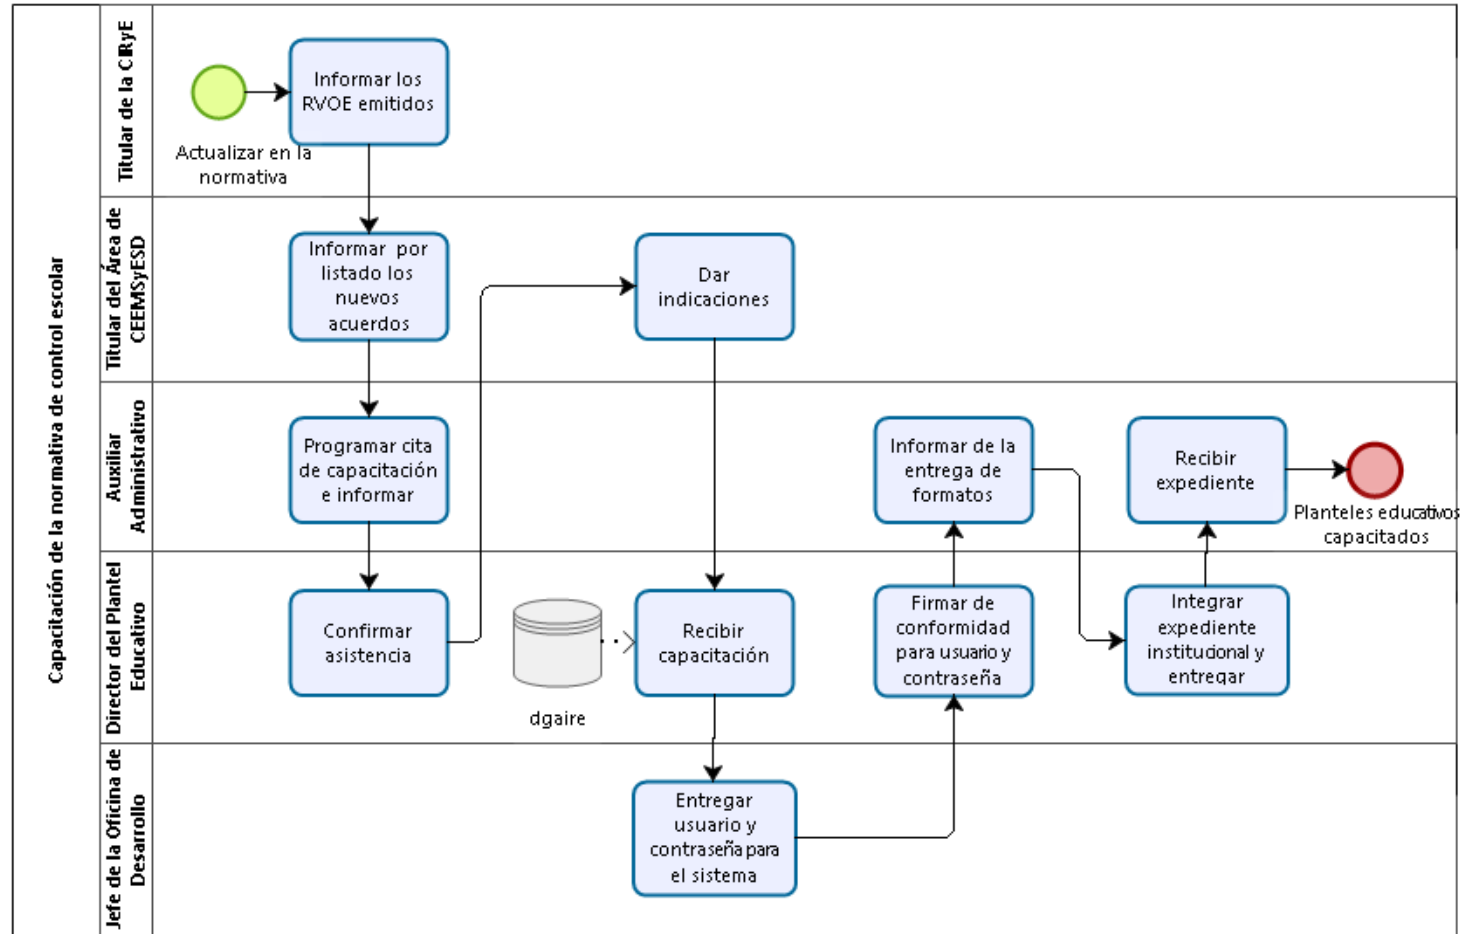 Capacitación de la normativa de control escolar
Titular de la CIRyE
Actualizar en la
normativa
Informar los
RVOE emitidos
Titular del Área de
CEEMSyESD
Informar por
listado los
nuevos
acuerdos
Dar
indicaciones
Auxiliar
Administrativo
Programar cita
de capacitación
e informar
Informar de la
entrega de
formatos
Recibir
expediente
Planteles educativos
capacitados
Director del Plantel
Educativo
Confirmar
asistencia
dgaire
Recibir
capacitación
Firmar de
conformidad
para usuario y
contraseña
Integrar
expediente
institucional y
entregar
Jefe de la Oficina de
Desarrollo
Entregar
usuario y
contraseña para
el sistema